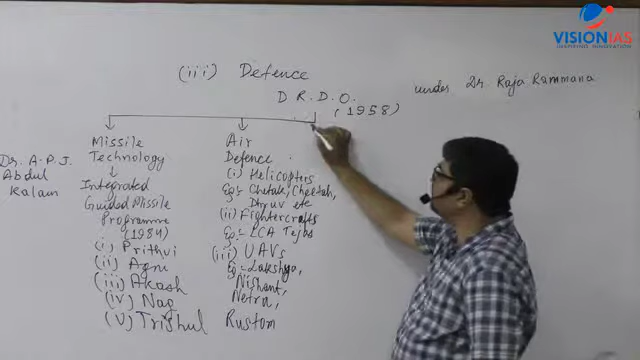 VISIONIAS
INSPIRING INNOVATION
(iii) Defence
D R. D. O.
(1958)
under Dr Raja Rammana
Dr. A. P. J.
Abdul
Kalam
Missile
Technology
Integrated
Guided Missile
Programme
(1984)
(i) Prithvi
(ii) Agni
(iii) Akash
(iv) Nag
(v) Trishul
Air
Defence
(i) Helicopters
Eg:- Chetak, Cheetah,
Dhruv etc
(ii) Fightercrafts
Eg:- LCA Tejas
(iii) UAVs
Eg:- Lakshya,
Nishant,
Netra,
Rustom